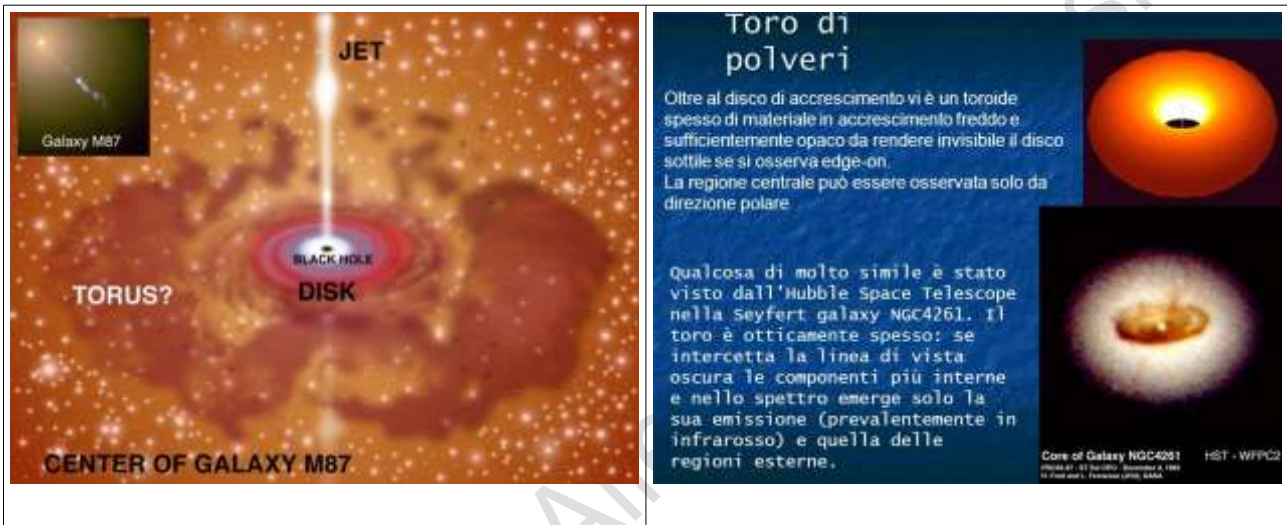 JET
Galaxy M87
BLACK HOLE
TORUS?
DISK
CENTER OF GALAXY M87
Toro di
polveri
Oltre al disco di accrescimento vi è un toroide
spesso di materiale in accrescimento freddo e
sufficientemente opaco da rendere invisibile il disco
sottile se si osserva edge-on.
La regione centrale può essere osservata solo da
direzione polare
Qualcosa di molto simile è stato
visto dall'Hubble Space Telescope
nella Seyfert galaxy NGC4261. Il
toro è otticamente spesso: se
intercetta la linea di vista
oscura le componenti più interne
e nello spettro emerge solo la
sua emissione (prevalentemente in
infrarosso) e quella delle
regioni esterne.
Core of Galaxy NGC4261 HST - WFPC2